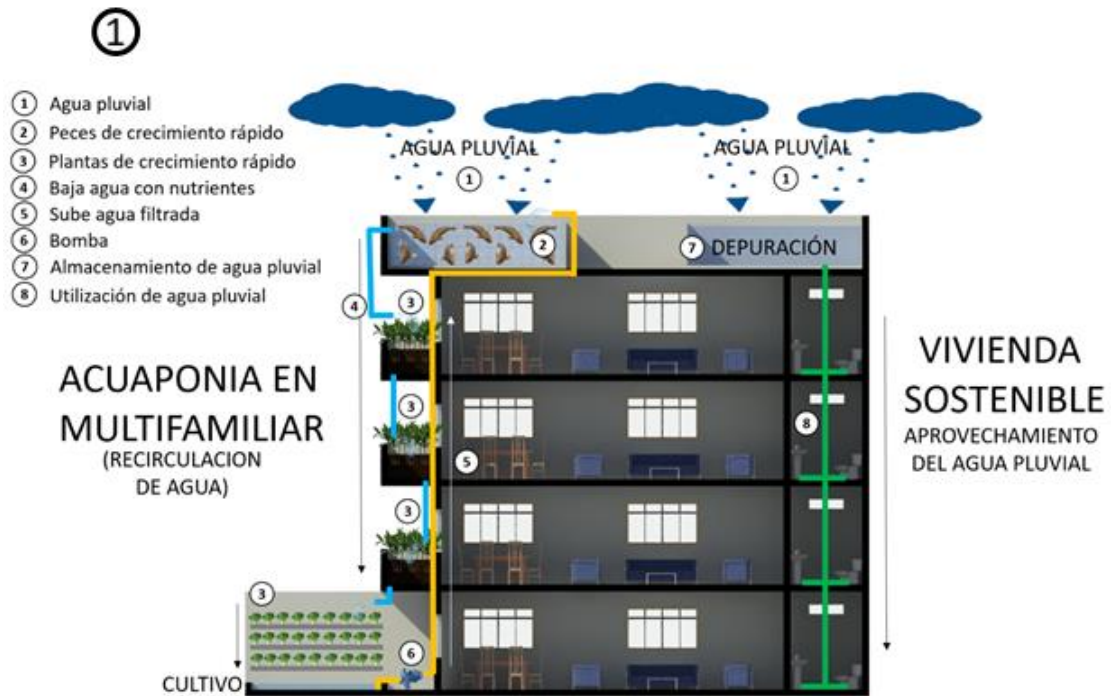 1
1 Agua pluvial
2 Peces de crecimiento rápido
3 Plantas de crecimiento rápido
4 Baja agua con nutrientes
5 Sube agua filtrada
6 Bomba
7 Almacenamiento de agua pluvial
8 Utilización de agua pluvial
AGUA PLUVIAL
1
AGUA PLUVIAL
1
2
7 DEPURACIÓN
4
3
ACUAPONIA EN
MULTIFAMILIAR
(RECIRCULACION
DE AGUA)
3
5
3
8
VIVIENDA
SOSTENIBLE
APROVECHAMIENTO
DEL AGUA PLUVIAL
3
6
CULTIVO